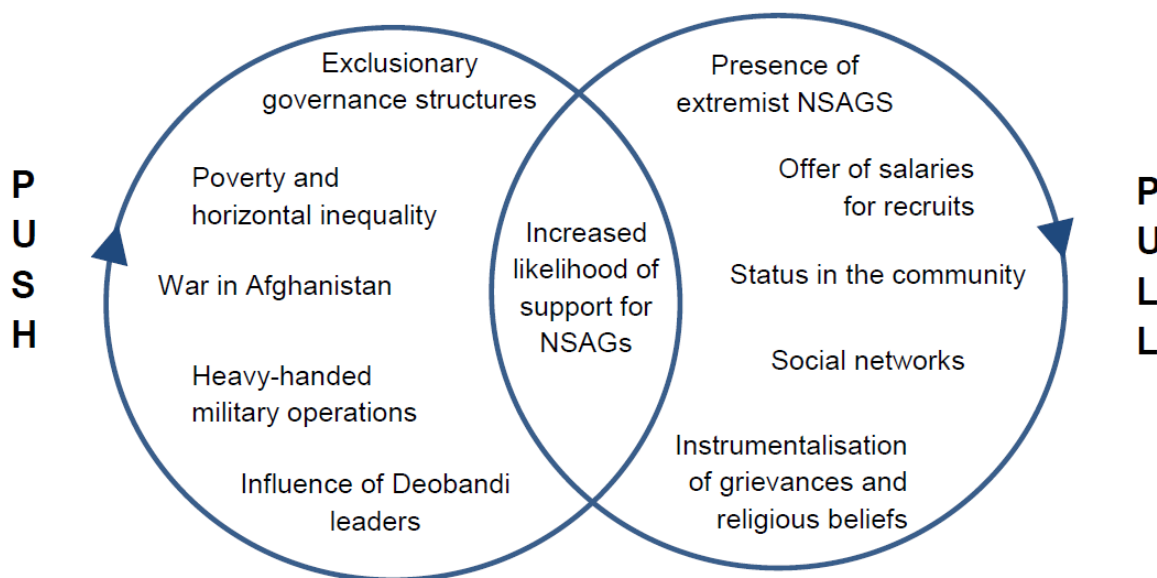 PUSH
Exclusionary
governance structures
Poverty and
horizontal inequality
War in Afghanistan
Heavy-handed
military operations
Influence of Deobandi
leaders
Increased
likelihood of
support for
NSAGs
Presence of
extremist NSAGS
Offer of salaries
for recruits
Status in the community
Social networks
Instrumentalisation
of grievances and
religious beliefs
PULL